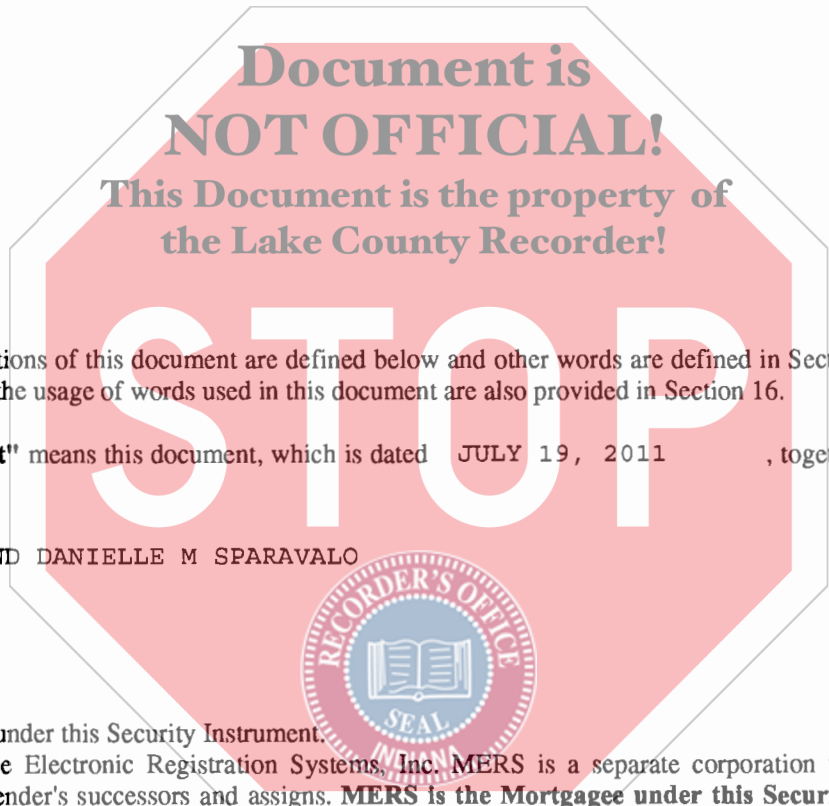 Document is
NOT OFFICIAL!
This Document is the property of
the Lake County Recorder!
STOP
tions of this document are defined below and other words are defined in Sect
he usage of words used in this document are also provided in Section 16.
t" means this document, which is dated JULY 19, 2011 , toget
ND DANIELLE M SPARAVALO
RECORDER'S OFFICE
SEAL
INDIANA
under this Security Instrument.
e Electronic Registration Systems, Inc. MERS is a separate corporation
ender's successors and assigns. MERS is the Mortgagee under this Secur